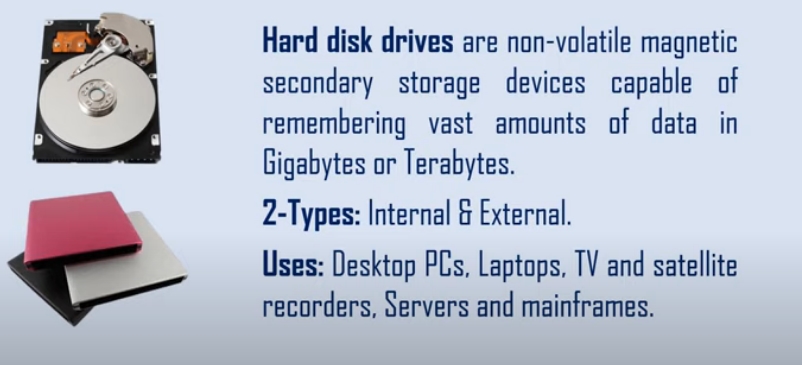 Hard disk drives are non-volatile magnetic
secondary storage devices capable of
remembering vast amounts of data in
Gigabytes or Terabytes.
2-Types: Internal & External.
Uses: Desktop PCs, Laptops, TV and satellite
recorders, Servers and mainframes.